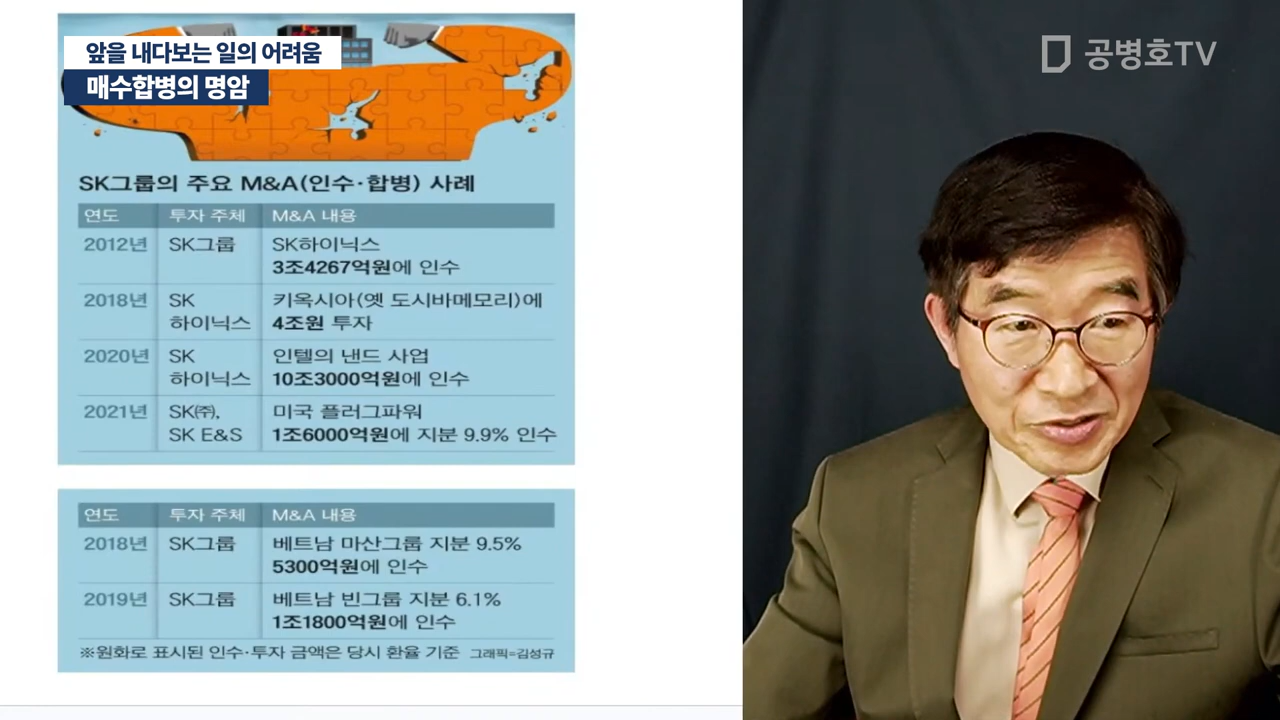 앞을 내다보는 일의 어려움
매수합병의 명암
공병호TV
SK그룹의 주요 M&A(인수·합병) 사례
연도 투자 주체 M&A 내용
2012년 SK그룹 SK하이닉스
3조4267억원에 인수
2018년 SK 키옥시아(옛 도시바메모리)에
하이닉스 4조원 투자
2020년 SK 인텔의 낸드 사업
하이닉스 10조3000억원에 인수
2021년 SK㈜, 미국 플러그파워
SK E&S 1조6000억원에 지분 9.9% 인수
연도 투자 주체 M&A 내용
2018년 SK그룹 베트남 마산그룹 지분 9.5%
5300억원에 인수
2019년 SK그룹 베트남 빈그룹 지분 6.1%
1조1800억원에 인수
※원화로 표시된 인수·투자 금액은 당시 환율 기준 그래픽=김성규